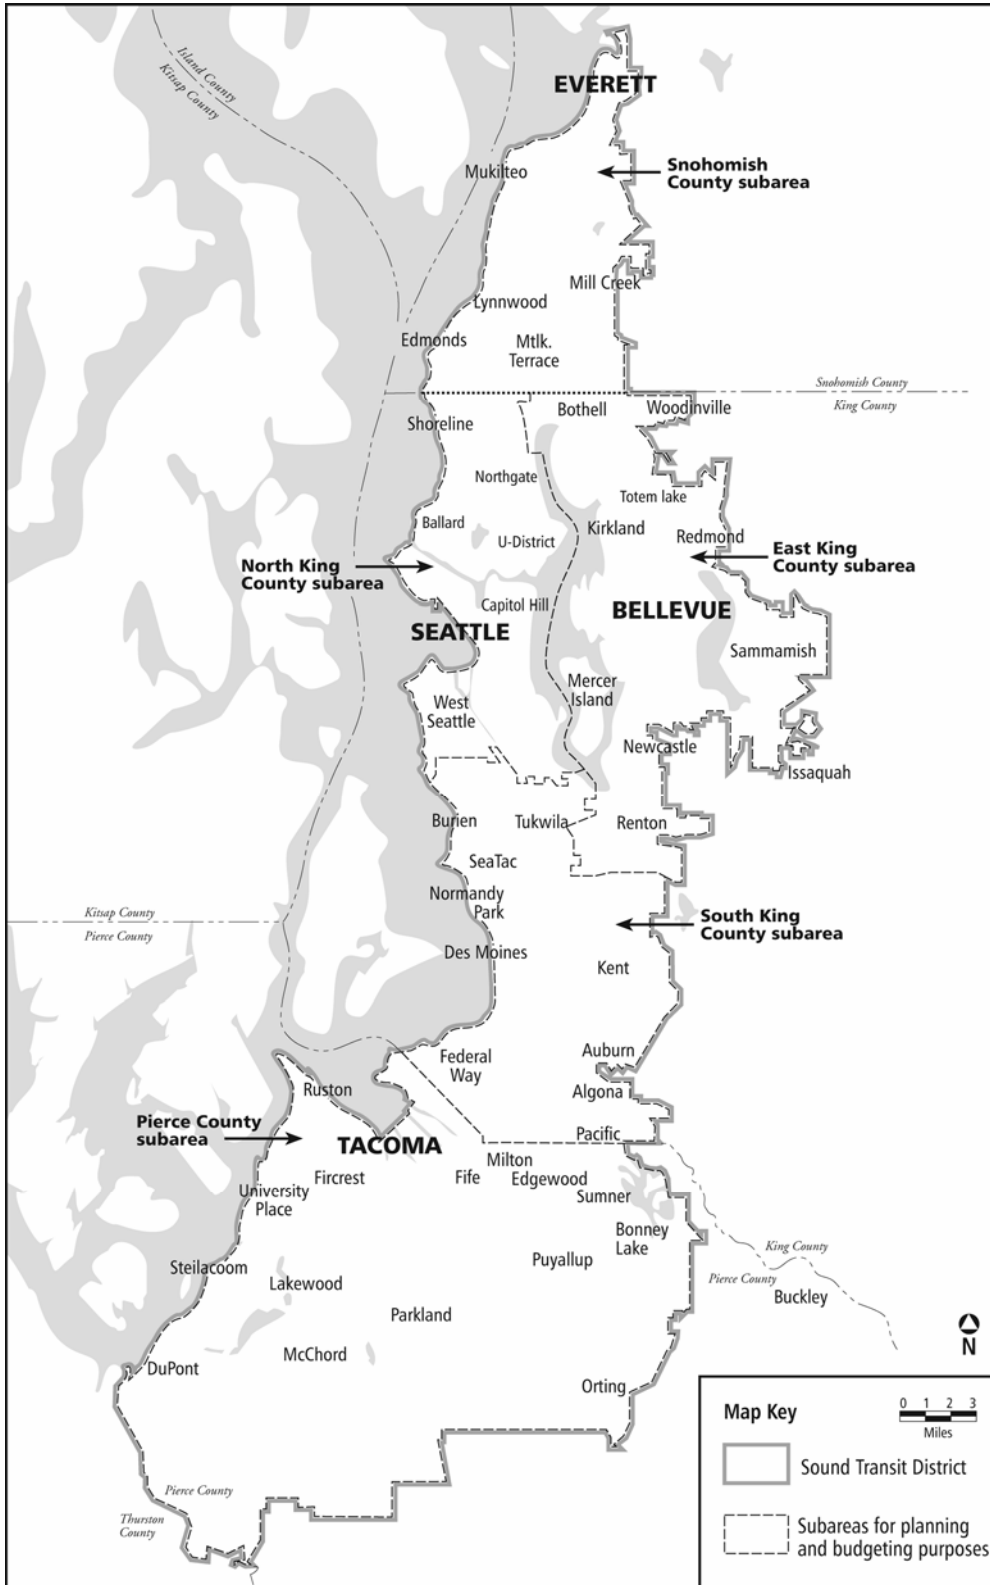 Island County
Kitsap County
EVERETT
Mukilteo
Snohomish
County subarea
Mill Creek
Lynnwood
Edmonds
Mtlk.
Terrace
Snohomish County
King County
Bothell
Woodinville
Shoreline
Northgate
Totem lake
Ballard
Kirkland
U-District
Redmond
North King
County subarea
East King
County subarea
Capitol Hill
BELLEVUE
SEATTLE
Sammamish
Mercer
Island
West
Seattle
Newcastle
Issaquah
Burien
Tukwila
Renton
SeaTac
Normandy
Park
Kitsap County
Pierce County
South King
County subarea
Des Moines
Kent
Auburn
Federal
Way
Algona
Ruston
Pierce County
subarea
Pacific
TACOMA
Milton
Fircrest
Fife
Edgewood
University
Place
Sumner
Bonney
Lake
Puyallup
King County
Pierce County
Buckley
Steilacoom
Lakewood
Parkland
McChord
DuPont
Orting
N
Map Key
0 1 2 3
Miles
Sound Transit District
Subareas for planning
and budgeting purposes
Pierce County
Thurston
County